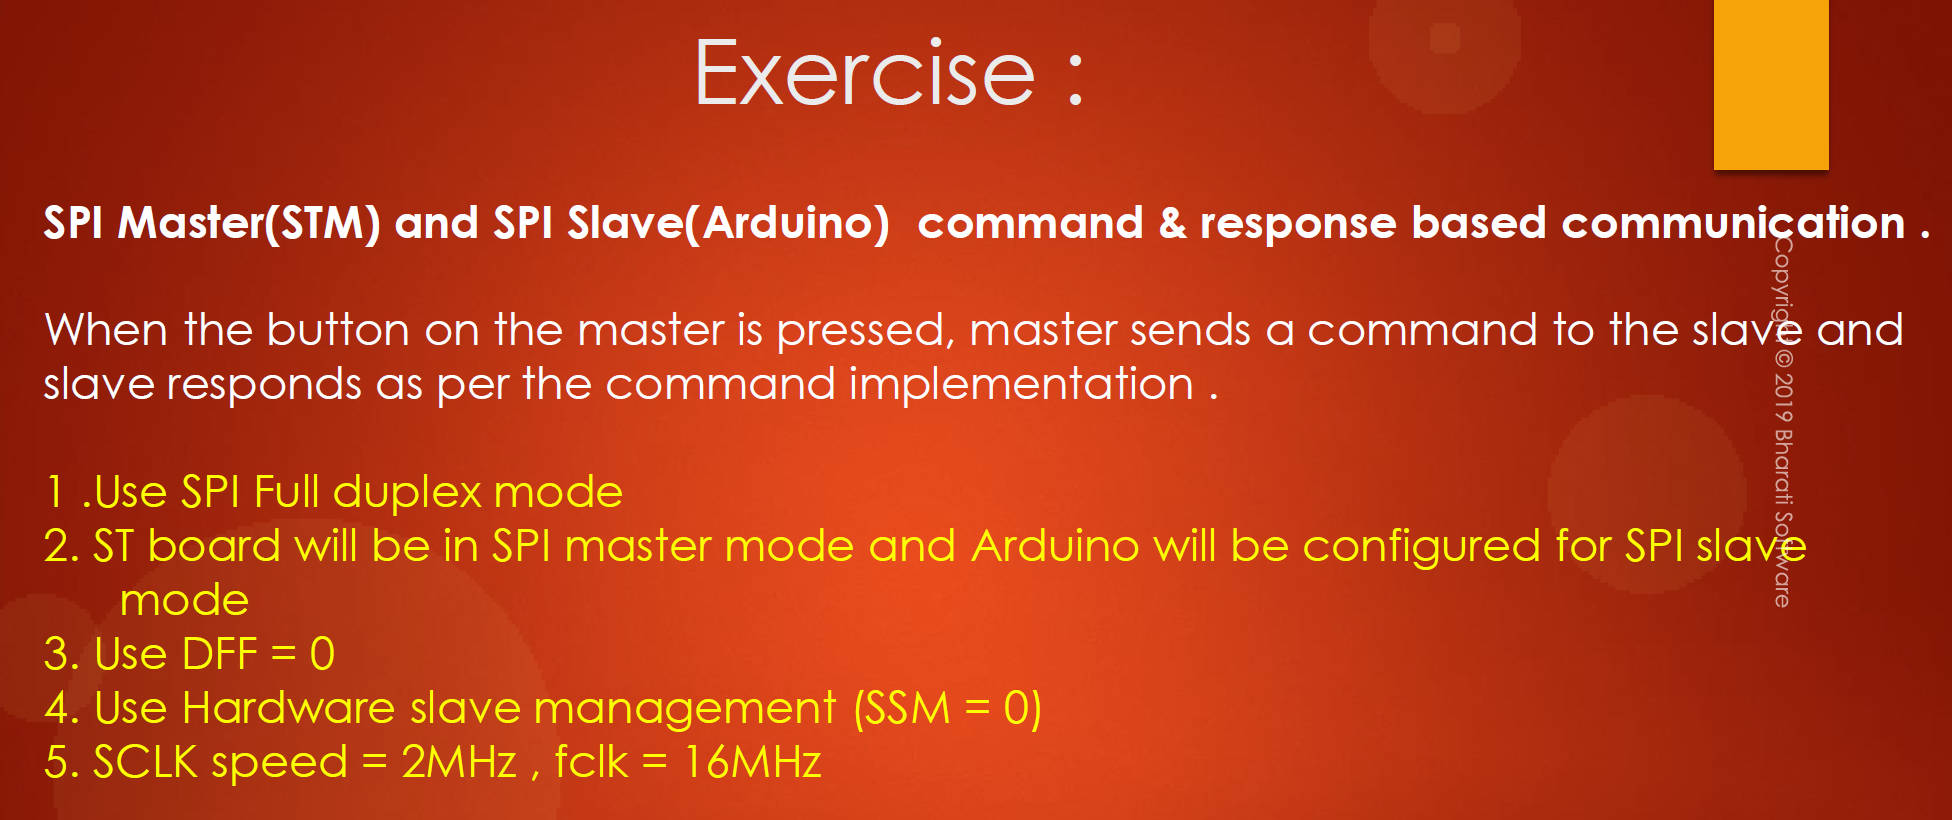 Exercise :
SPI Master(STM) and SPI Slave(Arduino)  command & response based communication .
When the button on the master is pressed, master sends a command to the slave and
slave responds as per the command implementation .
1 .Use SPI Full duplex mode
2. ST board will be in SPI master mode and Arduino will be configured for SPI slave
mode
3. Use DFF = 0
4. Use Hardware slave management (SSM = 0)
5. SCLK speed = 2MHz , fclk = 16MHz
Copyright © 2019 Bharati Software